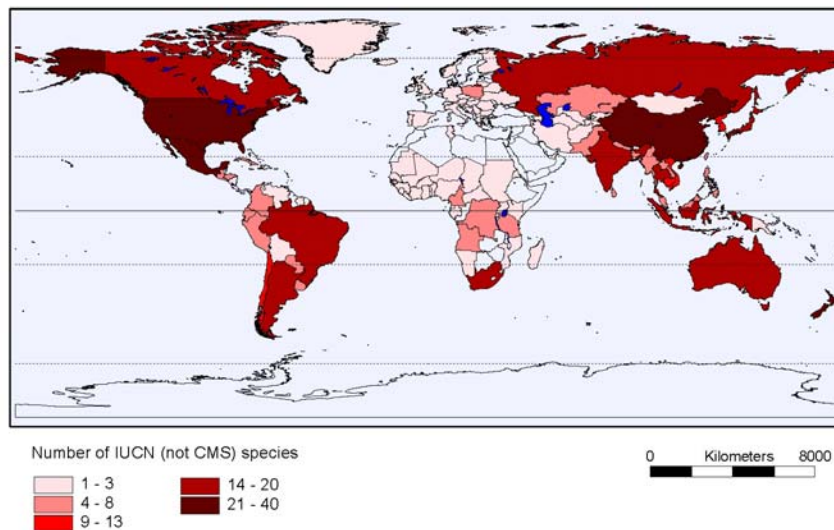 Number of IUCN (not CMS) species
1 - 3
4 - 8
9 - 13
14 - 20
21 - 40
0 Kilometers 8000